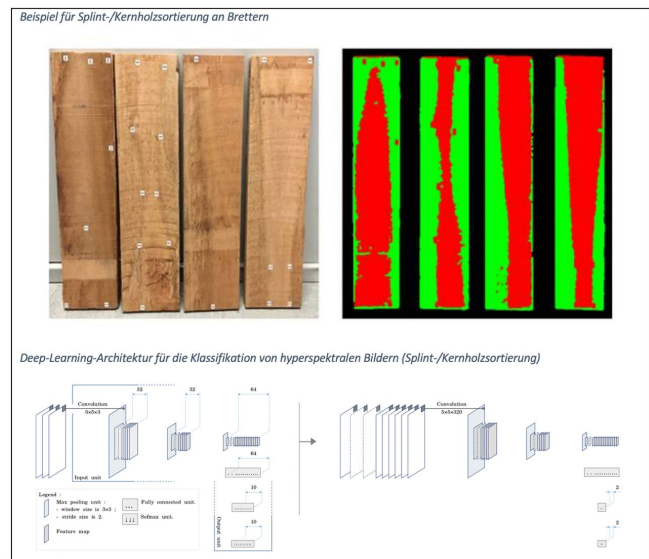 Beispiel für Splint-/Kernholzsortierung an Brettern
Deep-Learning-Architektur für die Klassifikation von hyperspektralen Bildern (Splint-/Kernholzsortierung)
32
32
64
Convolution
5x5x3
64
Input unit
10
10
Output unit
Legend :
Max pooling unit :
- window size is 3x3 ;
- stride size is 2.
Feature map
Fully connected unit.
Sofmax unit.
Convolution
5x5x320
2
2